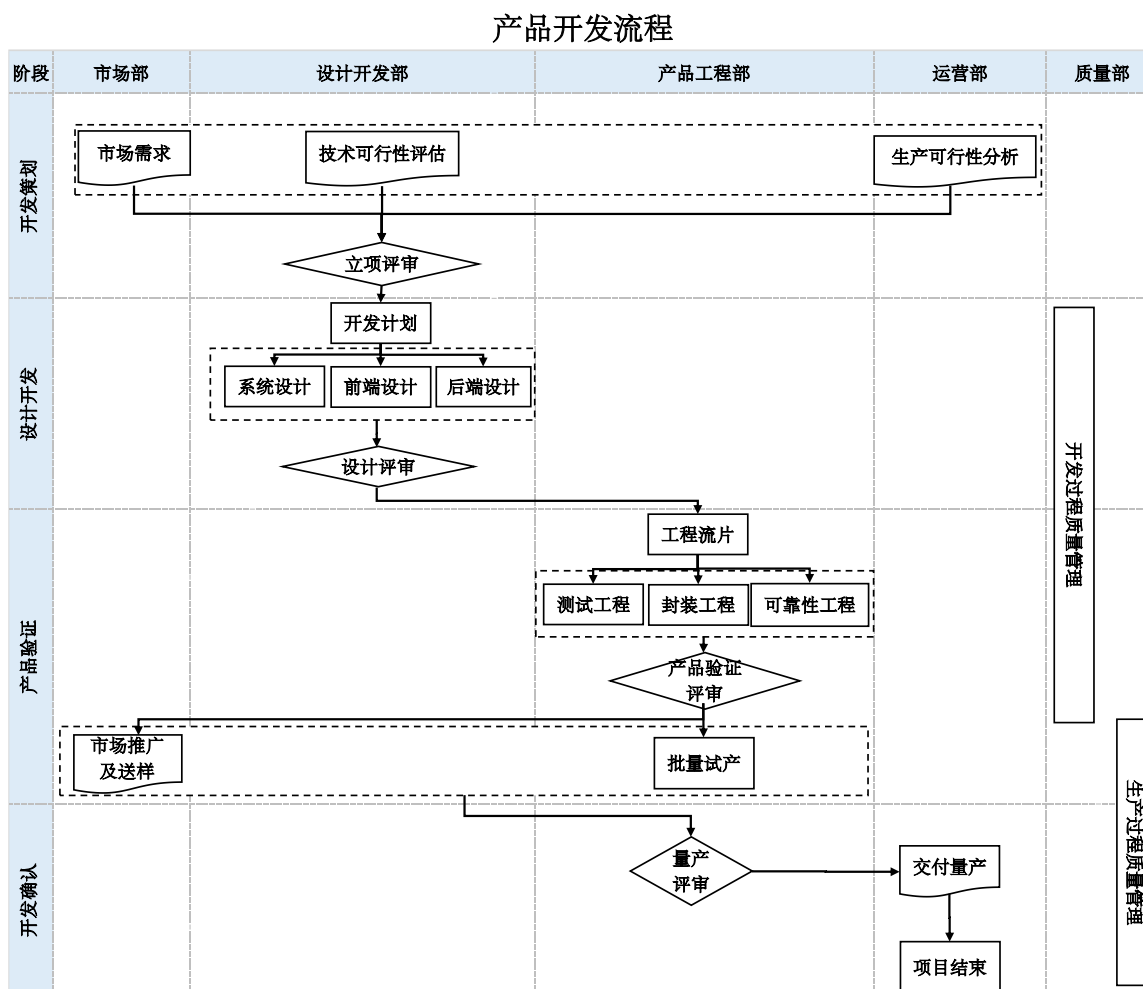 产品开发流程
阶段
市场部
设计开发部
产品工程部
运营部
质量部
开发策划
市场需求
技术可行性评估
生产可行性分析
立项评审
设计开发
开发计划
系统设计
前端设计
后端设计
设计评审
开发过程质量管理
产品验证
工程流片
测试工程
封装工程
可靠性工程
产品验证
评审
市场推广
及送样
批量试产
生产过程质量管理
开发确认
量产
评审
交付量产
项目结束